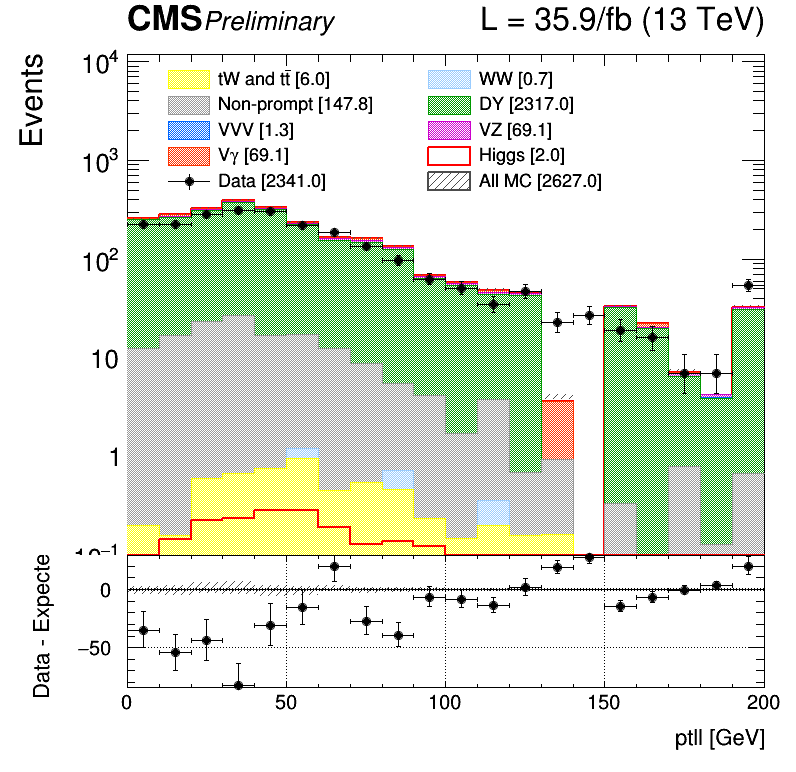 CMS Preliminary L = 35.9/fb (13 TeV)
Events
10⁴
10³
10²
10
1
10⁻¹
tW and tt̄ [6.0]
WW [0.7]
Non-prompt [147.8]
DY [2317.0]
VVV [1.3]
VZ [69.1]
Vγ [69.1]
Higgs [2.0]
Data [2341.0]
All MC [2627.0]
Data - Expecte
0
−50
0 50 100 150 200
ptll [GeV]